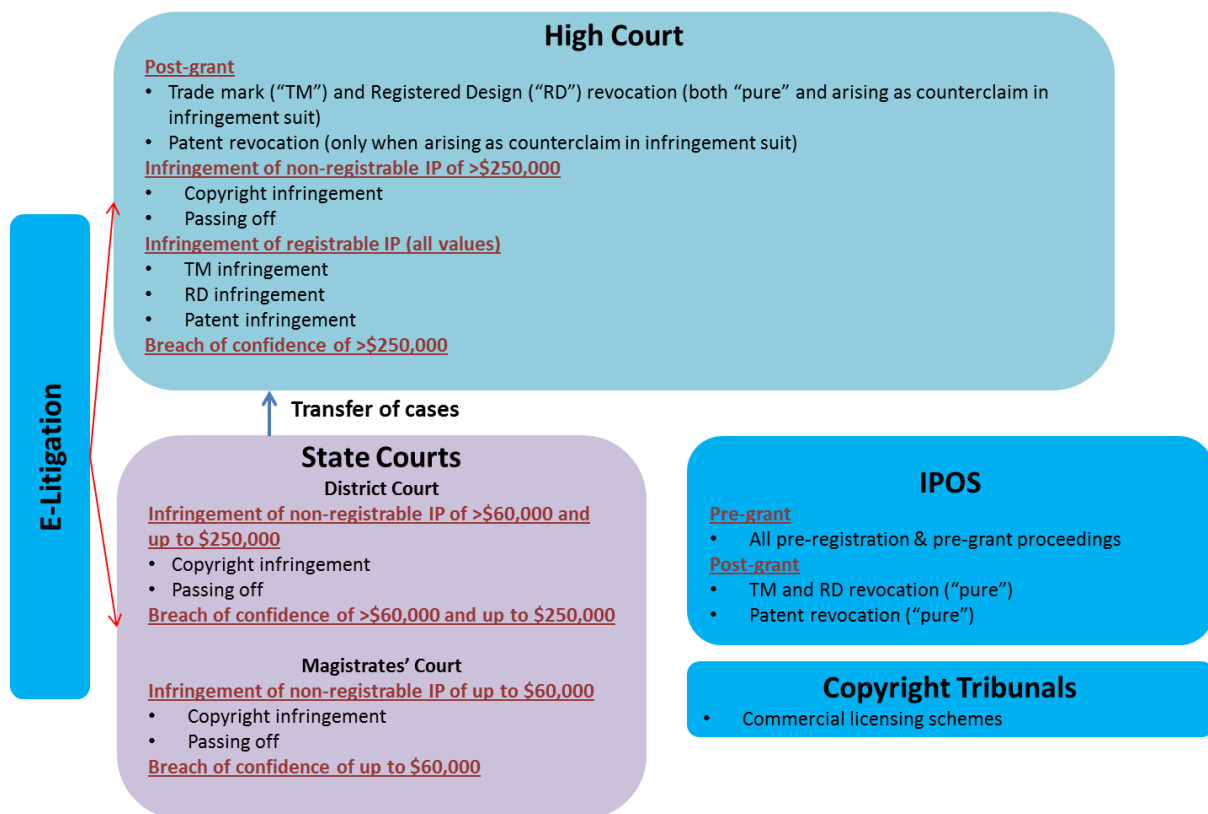 High Court
Post-grant
• Trade mark (“TM”) and Registered Design (“RD”) revocation (both “pure” and arising as counterclaim in
infringement suit)
• Patent revocation (only when arising as counterclaim in infringement suit)
Infringement of non-registrable IP of >$250,000
• Copyright infringement
• Passing off
Infringement of registrable IP (all values)
• TM infringement
• RD infringement
• Patent infringement
Breach of confidence of >$250,000
E-Litigation
Transfer of cases
State Courts
District Court
Infringement of non-registrable IP of >$60,000 and
up to $250,000
• Copyright infringement
• Passing off
Breach of confidence of >$60,000 and up to $250,000
Magistrates’ Court
Infringement of non-registrable IP of up to $60,000
• Copyright infringement
• Passing off
Breach of confidence of up to $60,000
IPOS
Pre-grant
• All pre-registration & pre-grant proceedings
Post-grant
• TM and RD revocation (“pure”)
• Patent revocation (“pure”)
Copyright Tribunals
• Commercial licensing schemes